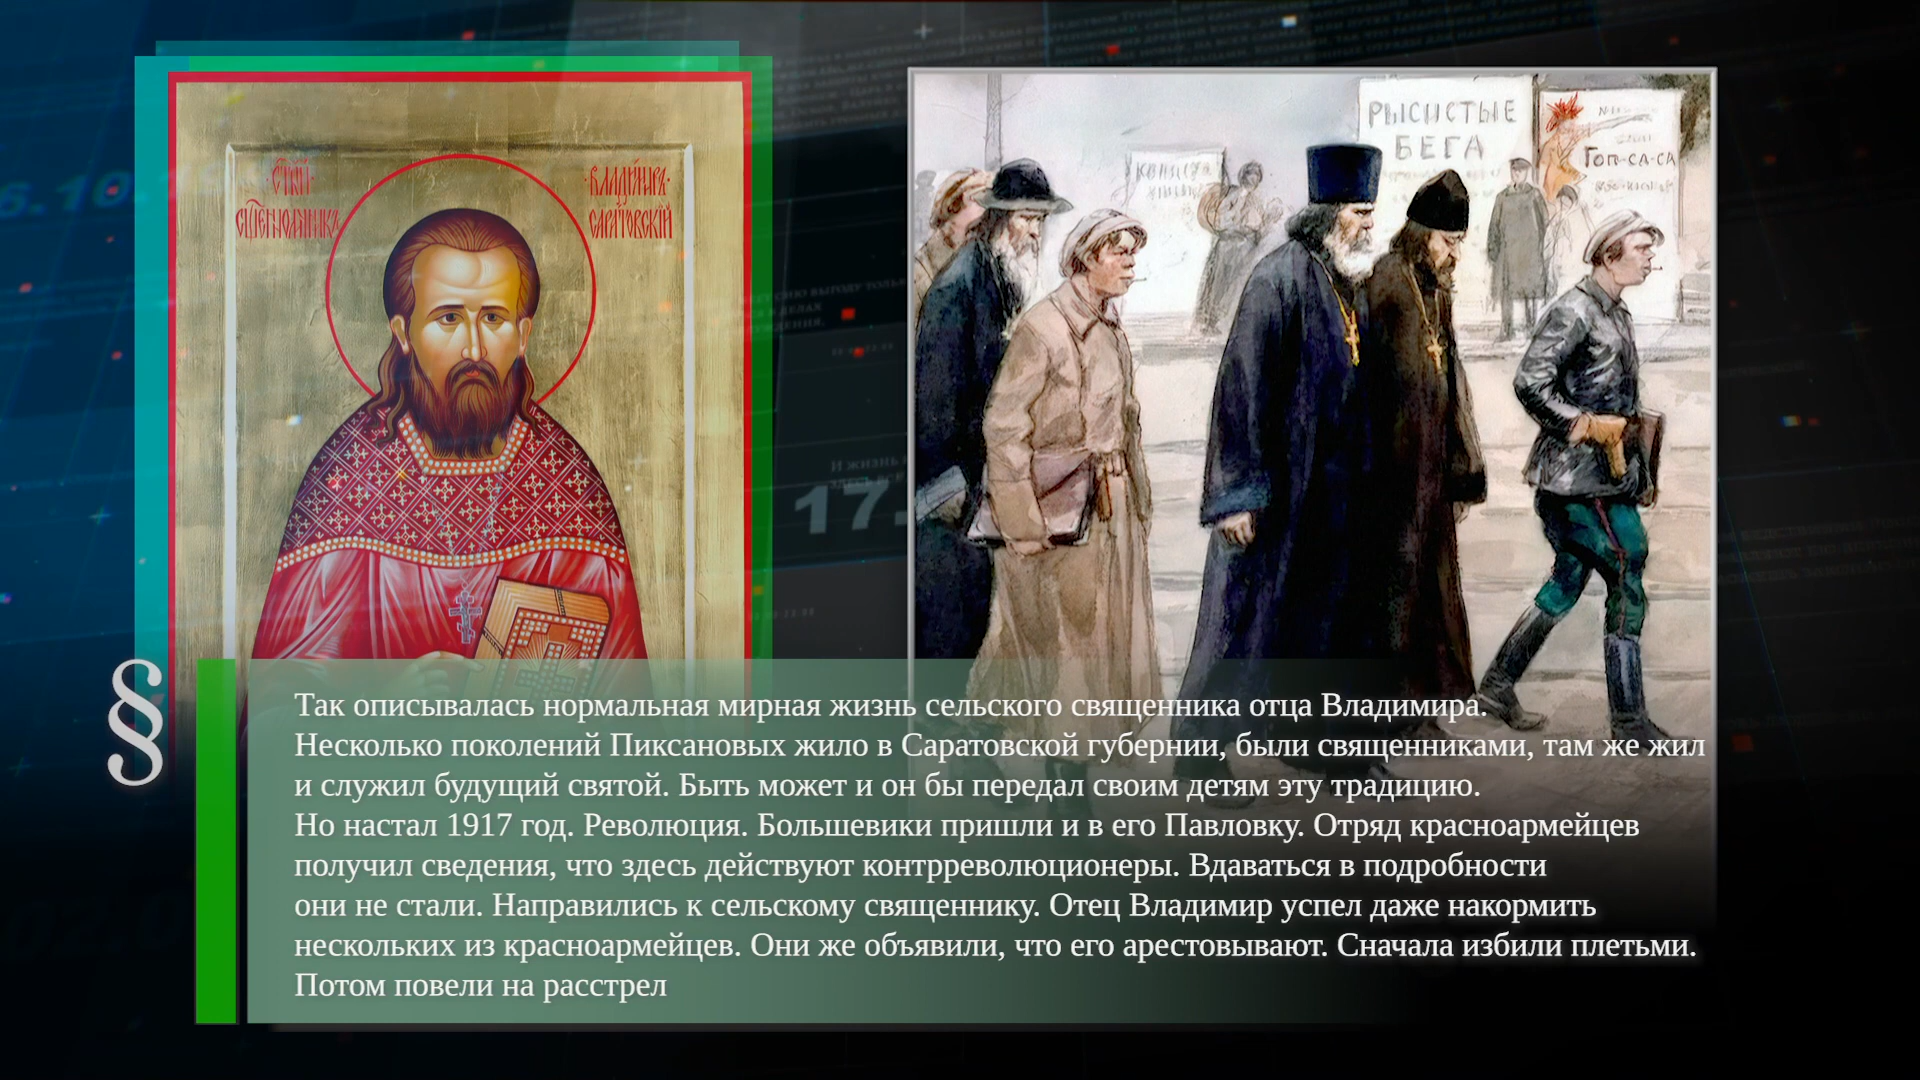 РЫСИСТЫЕ
БЕГА
Гоп-са-са
17.
§
Так описывалась нормальная мирная жизнь сельского священника отца Владимира.
Несколько поколений Пиксановых жило в Саратовской губернии, были священниками, там же жил
и служил будущий святой. Быть может и он бы передал своим детям эту традицию.
Но настал 1917 год. Революция. Большевики пришли и в его Павловку. Отряд красноармейцев
получил сведения, что здесь действуют контрреволюционеры. Вдаваться в подробности
они не стали. Направились к сельскому священнику. Отец Владимир успел даже накормить
нескольких из красноармейцев. Они же объявили, что его арестовывают. Сначала избили плетьми.
Потом повели на расстрел